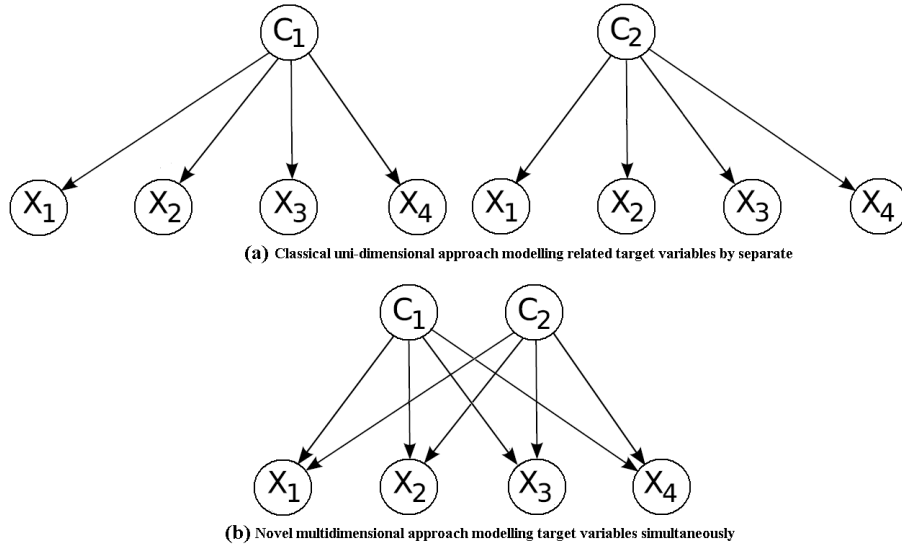 C1 C2
X1 X2 X3 X4 X1 X2 X3 X4
(a) Classical uni-dimensional approach modelling related target variables by separate
C1 C2
X1 X2 X3 X4
(b) Novel multidimensional approach modelling target variables simultaneously